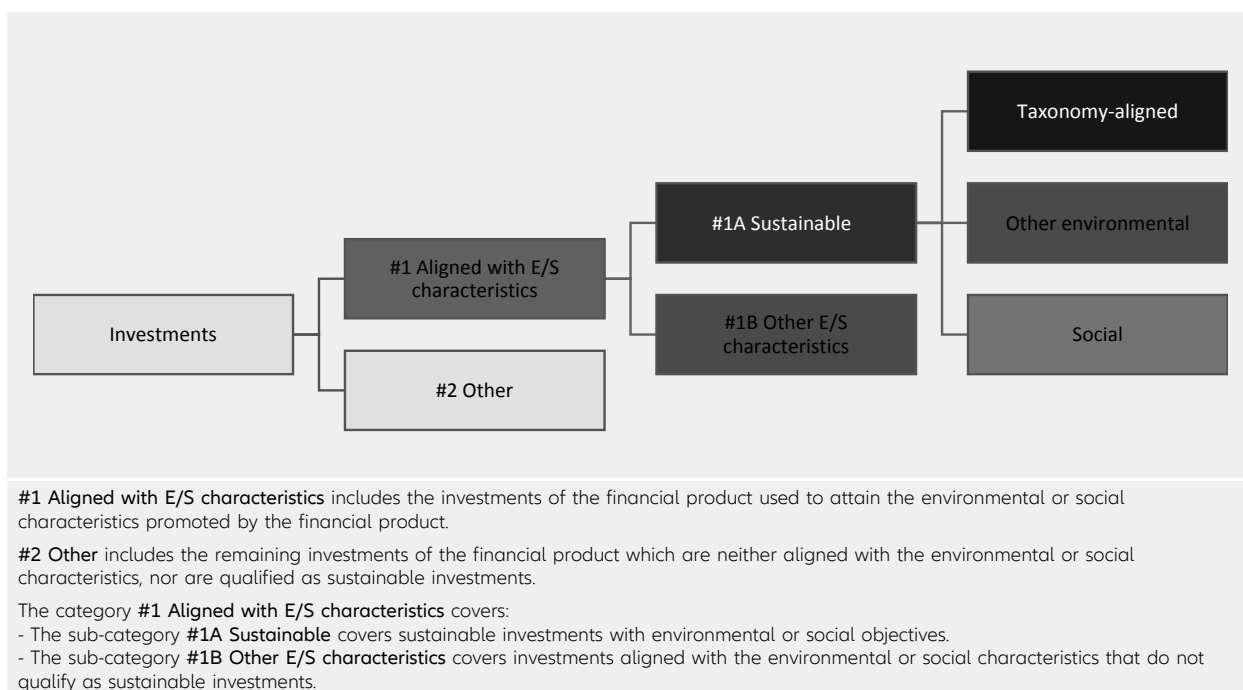 Taxonomy-aligned
#1A Sustainable
Other environmental
#1 Aligned with E/S
characteristics
Investments
#1B Other E/S
characteristics
Social
#2 Other
#1 Aligned with E/S characteristics includes the investments of the financial product used to attain the environmental or social
characteristics promoted by the financial product.
#2 Other includes the remaining investments of the financial product which are neither aligned with the environmental or social
characteristics, nor are qualified as sustainable investments.
The category #1 Aligned with E/S characteristics covers:
- The sub-category #1A Sustainable covers sustainable investments with environmental or social objectives.
- The sub-category #1B Other E/S characteristics covers investments aligned with the environmental or social characteristics that do not
qualify as sustainable investments.